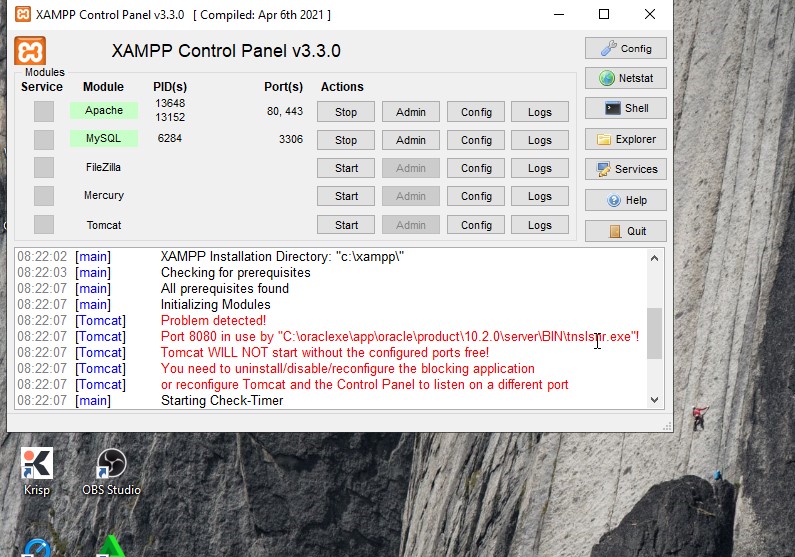 XAMPP Control Panel v3.3.0 [ Compiled: Apr 6th 2021 ]
XAMPP Control Panel v3.3.0
Config
Modules
Service Module PID(s) Port(s) Actions
Netstat
Apache 13648 13152 80, 443 Stop Admin Config Logs
Shell
MySQL 6284 3306 Stop Admin Config Logs
Explorer
FileZilla Start Admin Config Logs
Services
Mercury Start Admin Config Logs
Help
Tomcat Start Admin Config Logs
Quit
08:22:02 [main] XAMPP Installation Directory: "c:\xampp\"
08:22:03 [main] Checking for prerequisites
08:22:07 [main] All prerequisites found
08:22:07 [main] Initializing Modules
08:22:07 [Tomcat] Problem detected!
08:22:07 [Tomcat] Port 8080 in use by "C:\oraclexe\app\oracle\product\10.2.0\server\BIN\tnslsnr.exe"!
08:22:07 [Tomcat] Tomcat WILL NOT start without the configured ports free!
08:22:07 [Tomcat] You need to uninstall/disable/reconfigure the blocking application
08:22:07 [Tomcat] or reconfigure Tomcat and the Control Panel to listen on a different port
08:22:07 [main] Starting Check-Timer
Krisp OBS Studio